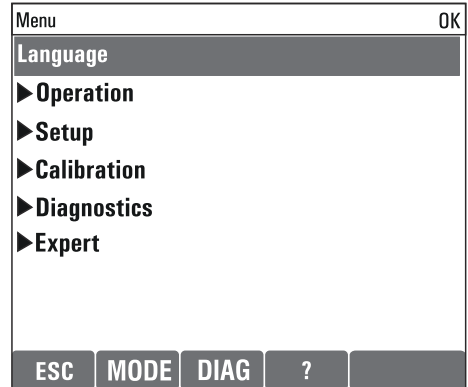 Menu OK
Language
▶Operation
▶Setup
▶Calibration
▶Diagnostics
▶Expert
ESC MODE DIAG ?